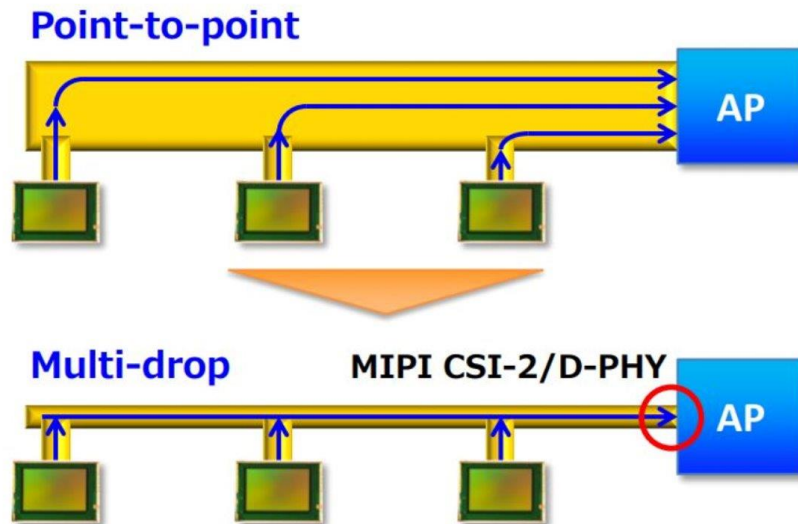 Point-to-point
AP
Multi-drop
MIPI CSI-2/D-PHY
AP